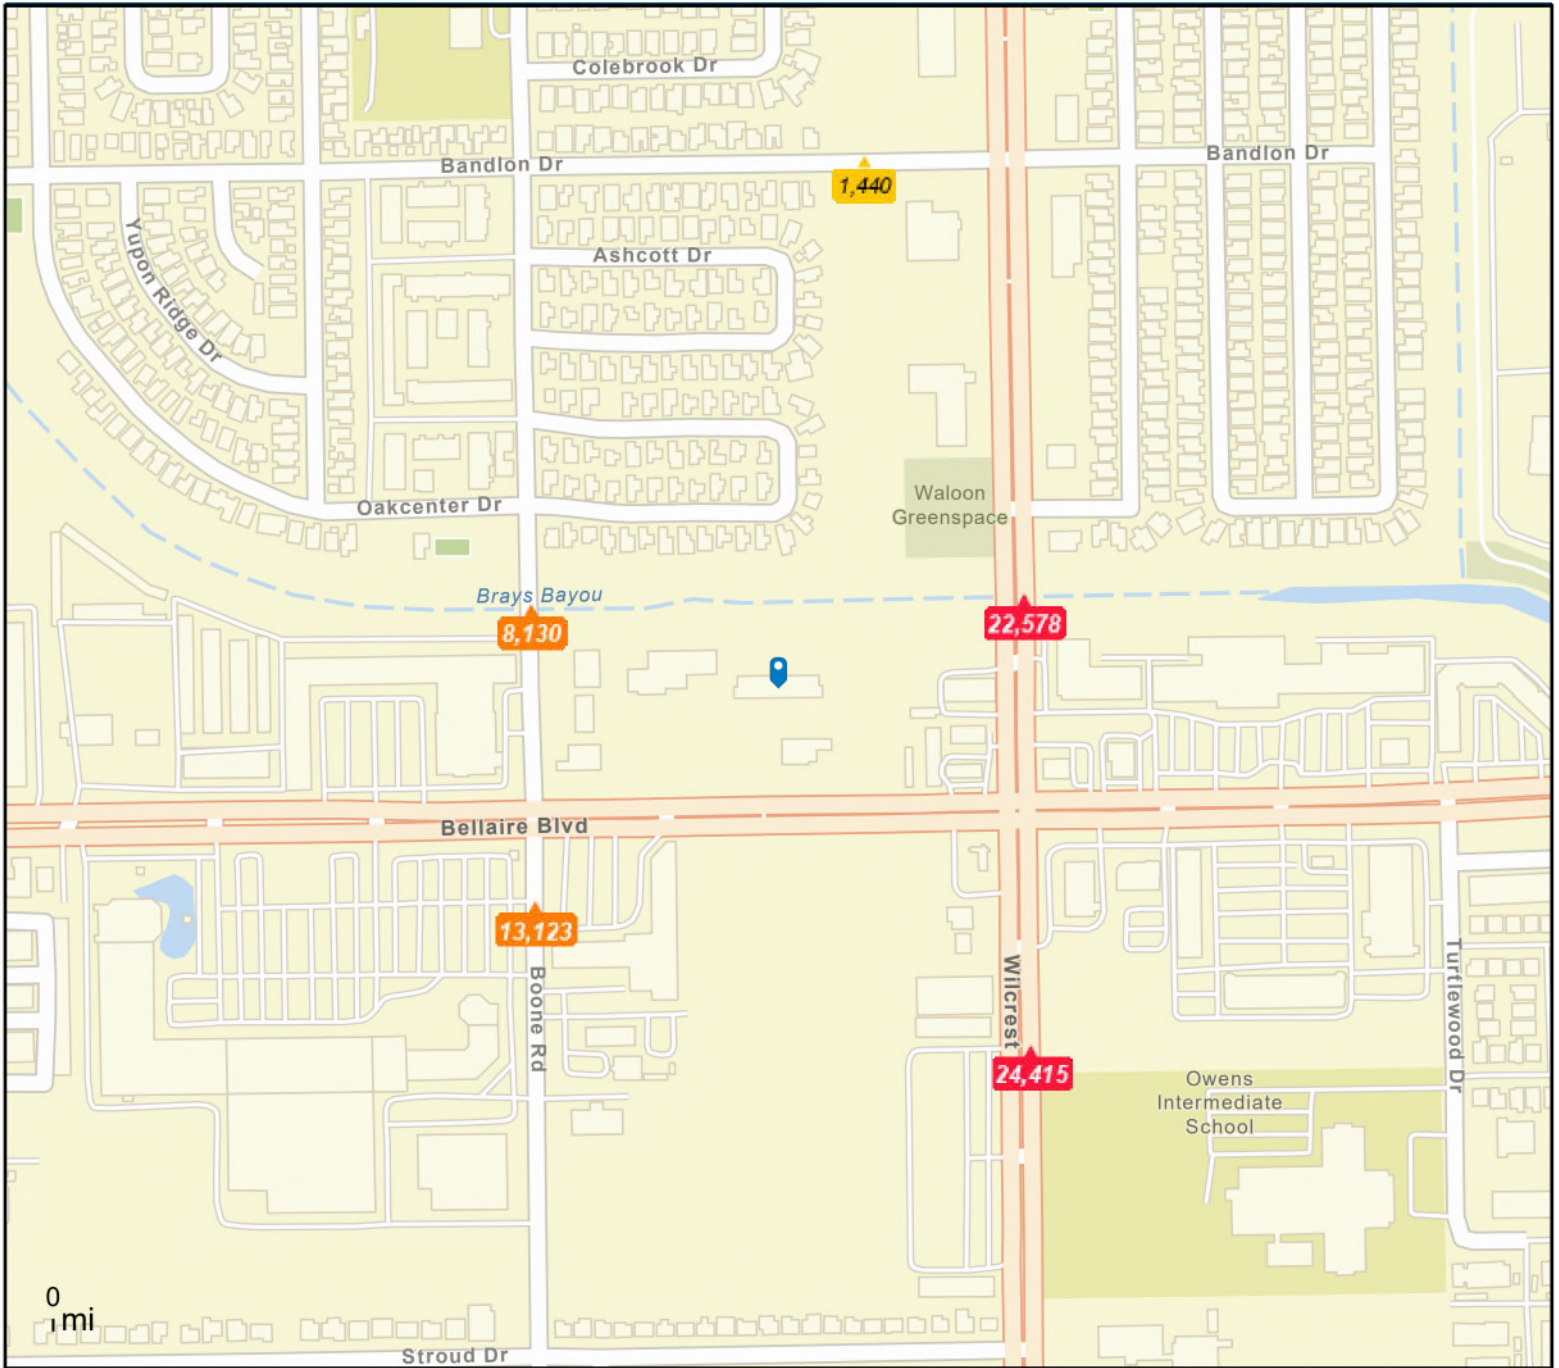 Colebrook Dr
Bandlon Dr
Bandlon Dr
1,440
Yupon Ridge Dr
Ashcott Dr
Waloon
Greenspace
Oakcenter Dr
Brays Bayou
8,130
22,578
Bellaire Blvd
13,123
Boone Rd
Wilcrest
Turtlewood Dr
24,415
Owens
Intermediate
School
0
mi
Stroud Dr